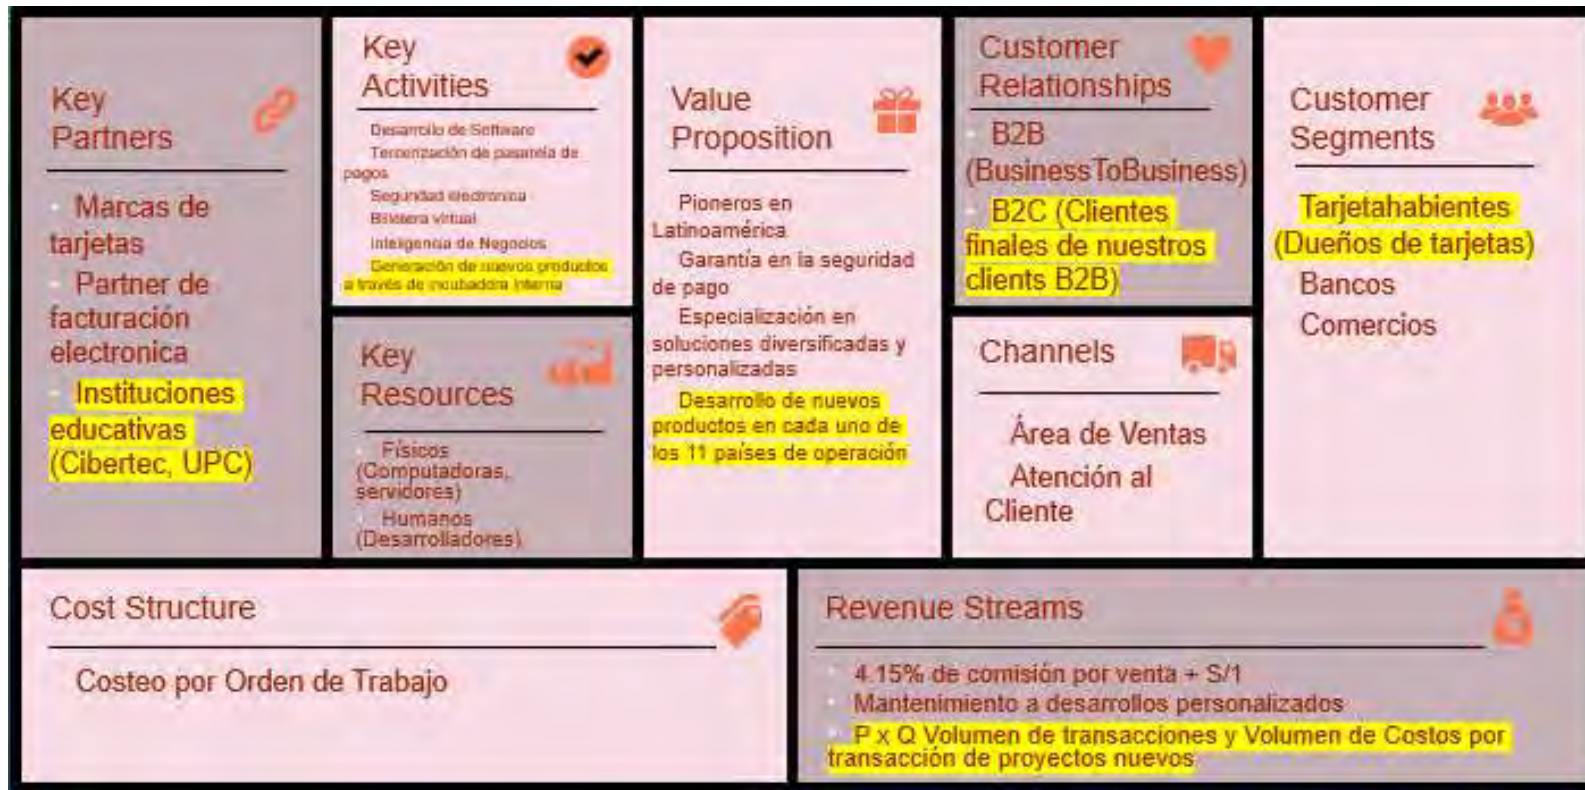 Key
Partners
Marcas de
tarjetas
Partner de
facturación
electronica
Instituciones
educativas
(Cibertec, UPC)
Key
Activities
Desarrollo de Software
Tercerización de pasarela de
pagos
Seguridad electronica
Billetera virtual
Inteligencia de Negocios
Generación de nuevos productos
a través de incubadora interna
Key
Resources
Físicos
(Computadoras,
servidores)
Humanos
(Desarrolladores)
Value
Proposition
Pioneros en
Latinoamérica
Garantía en la seguridad
de pago
Especialización en
soluciones diversificadas y
personalizadas
Desarrollo de nuevos
productos en cada uno de
los 11 países de operación
Customer
Relationships
B2B
(BusinessToBusiness)
B2C (Clientes
finales de nuestros
clients B2B)
Channels
Área de Ventas
Atención al
Cliente
Customer
Segments
Tarjetahabientes
(Dueños de tarjetas)
Bancos
Comercios
Cost Structure
Costeo por Orden de Trabajo
Revenue Streams
4.15% de comisión por venta + S/1
Mantenimiento a desarrollos personalizados
P x Q Volumen de transacciones y Volumen de Costos por
transacción de proyectos nuevos